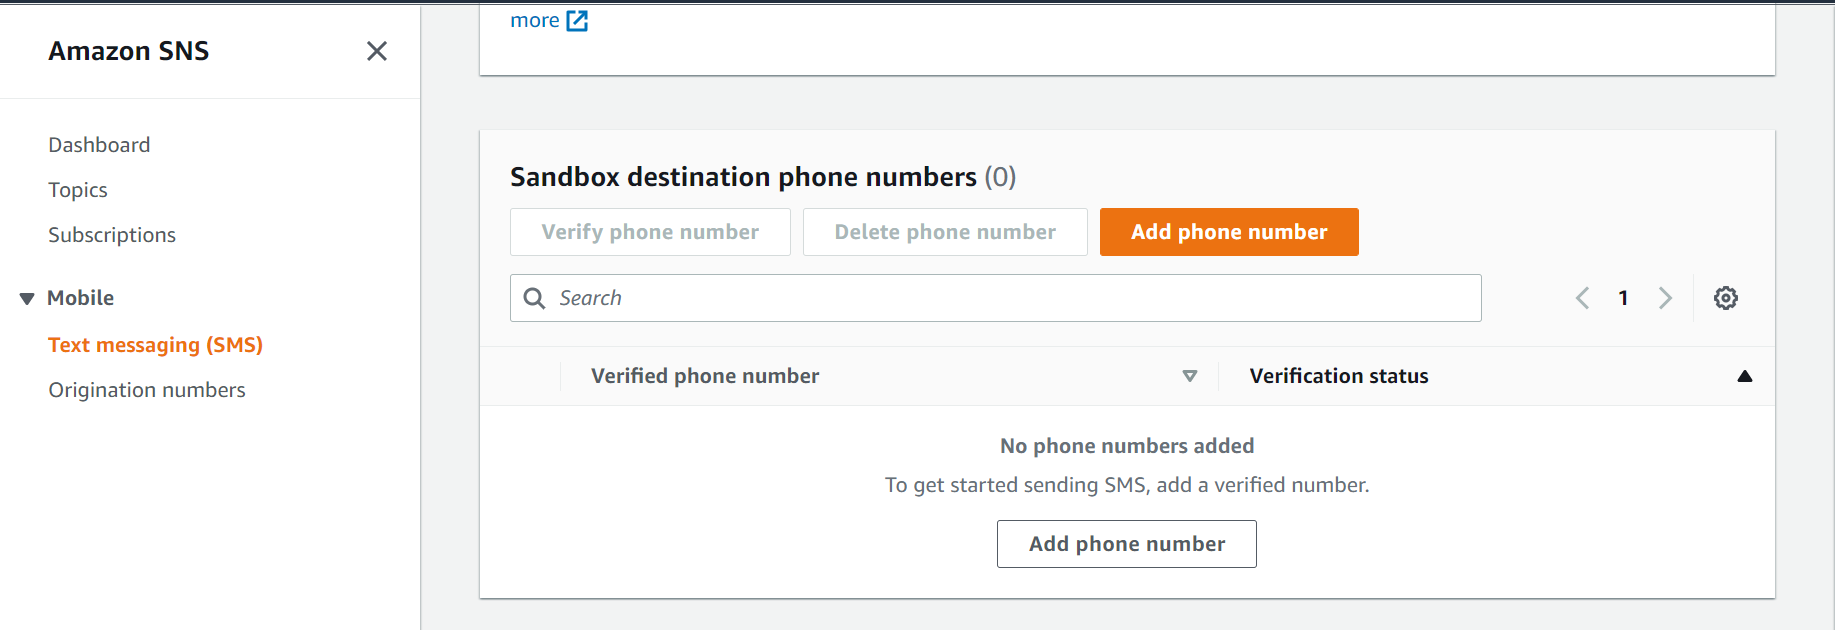 Amazon SNS
Dashboard
Topics
Subscriptions
Mobile
Text messaging (SMS)
Origination numbers
more
Sandbox destination phone numbers (0)
Verify phone number
Delete phone number
Add phone number
Search
1
Verified phone number
Verification status
No phone numbers added
To get started sending SMS, add a verified number.
Add phone number